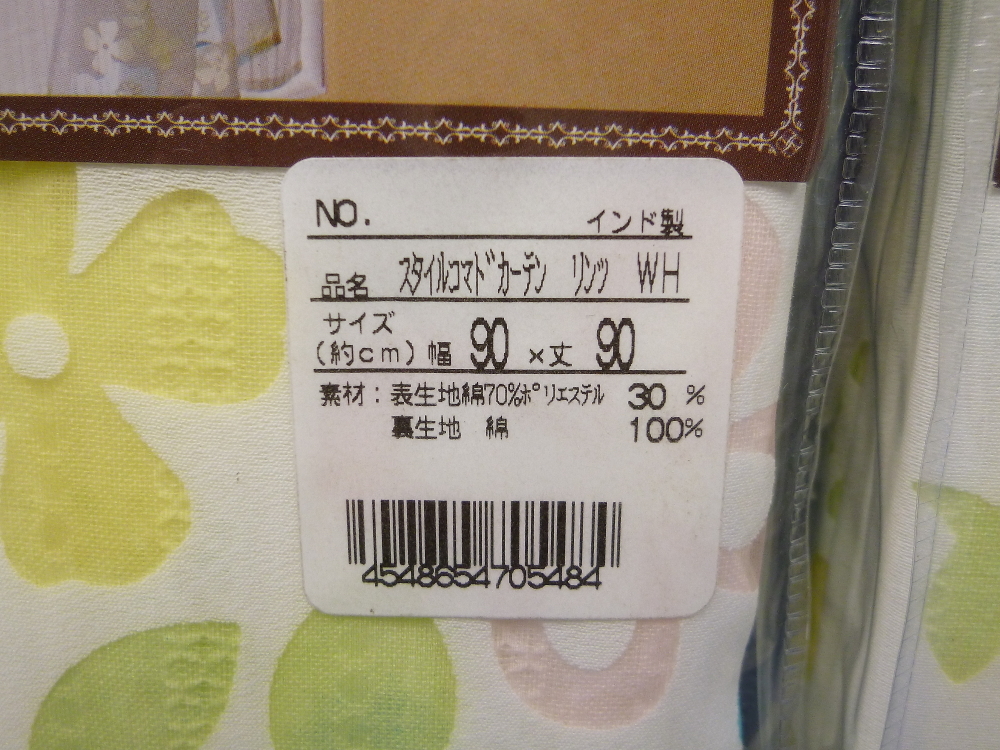 NO. インド製
品名 スタイルコマドカーテン リンツ WH
サイズ
(約cm) 幅 90 ×丈 90
素材:表生地綿70%ポリエステル 30 %
裏生地 綿 100%
4548654705484